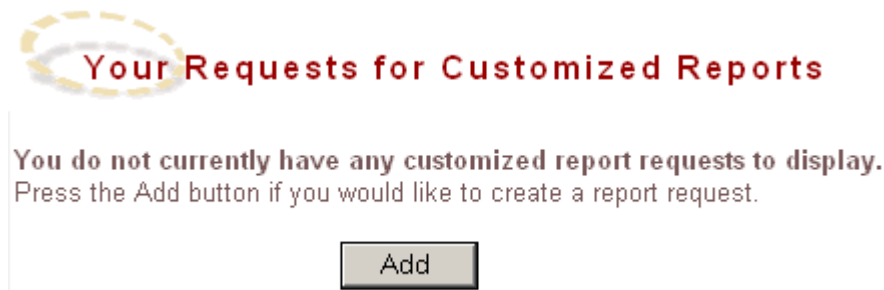 Your Requests for Customized Reports
You do not currently have any customized report requests to display.
Press the Add button if you would like to create a report request.
Add